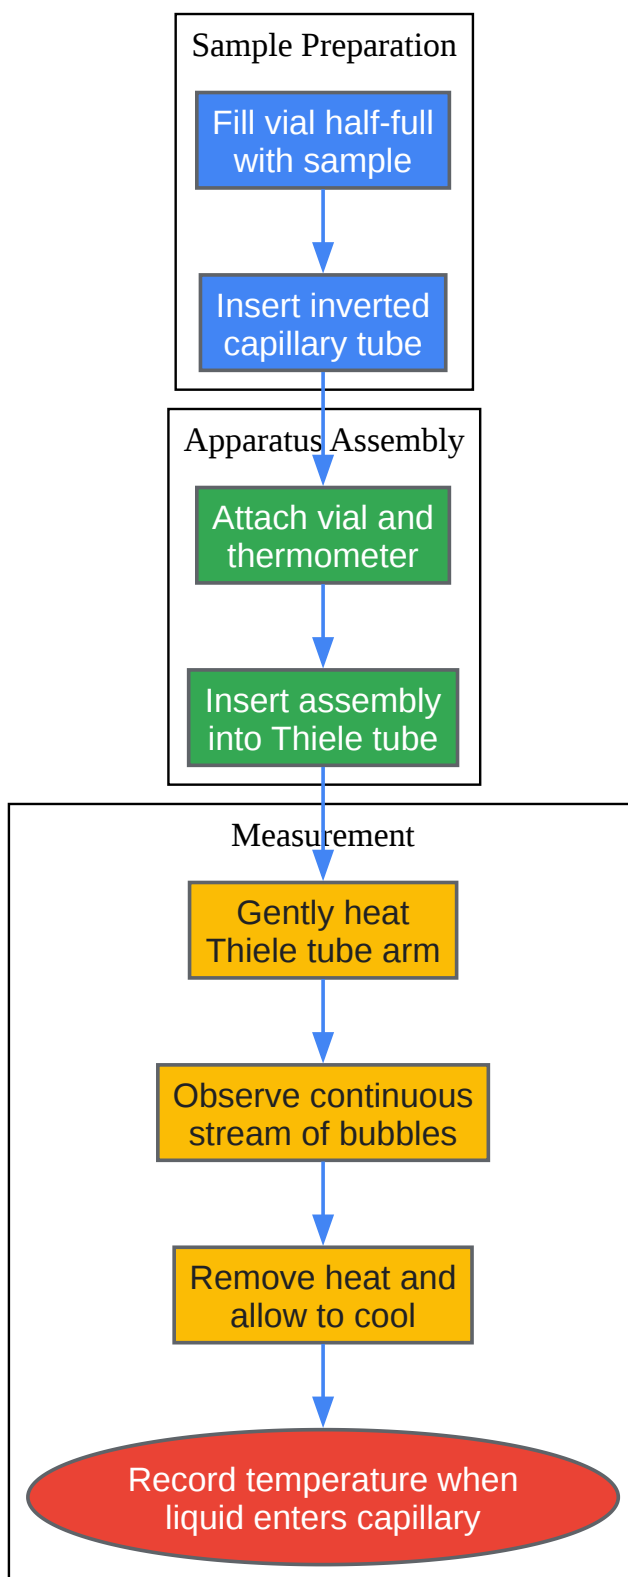 Sample Preparation
Fill vial half-full
with sample
Insert inverted
capillary tube
Apparatus Assembly
Attach vial and
thermometer
Insert assembly
into Thiele tube
Measurement
Gently heat
Thiele tube arm
Observe continuous
stream of bubbles
Remove heat and
allow to cool
Record temperature when
liquid enters capillary